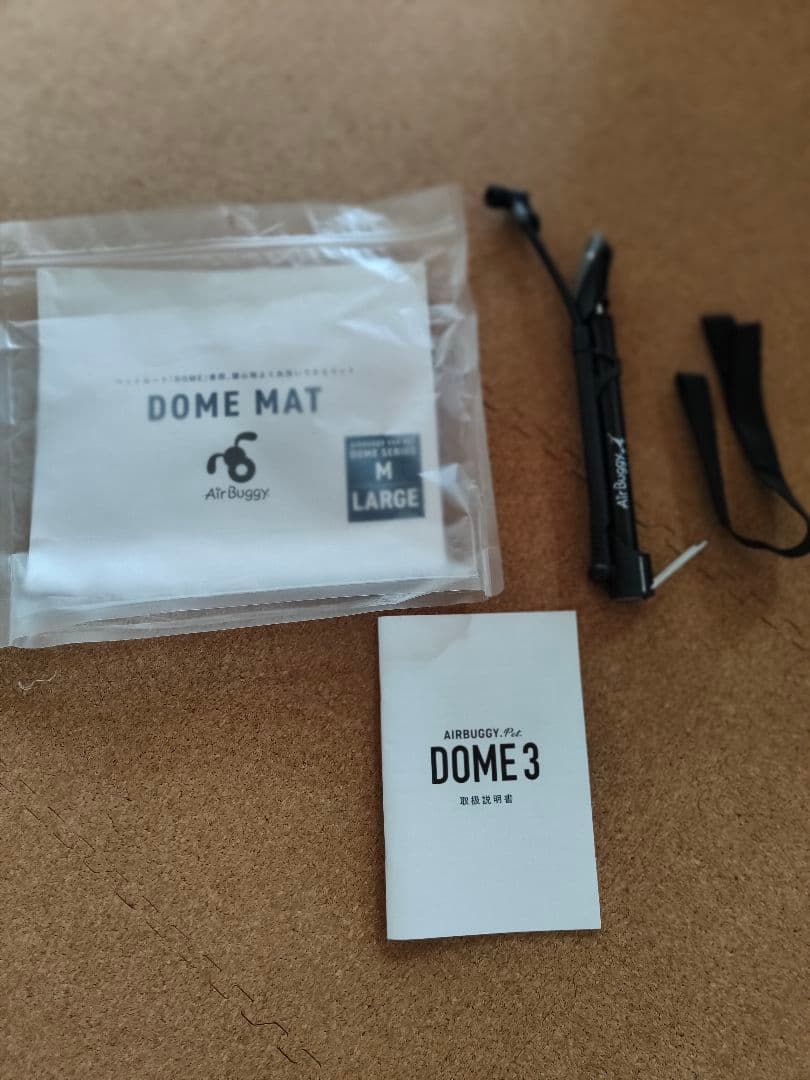 DOME MAT
AirBuggy
DOME SERIES
M
LARGE
AirBuggy
AIRBUGGY.Pet.
DOME 3
取扱説明書